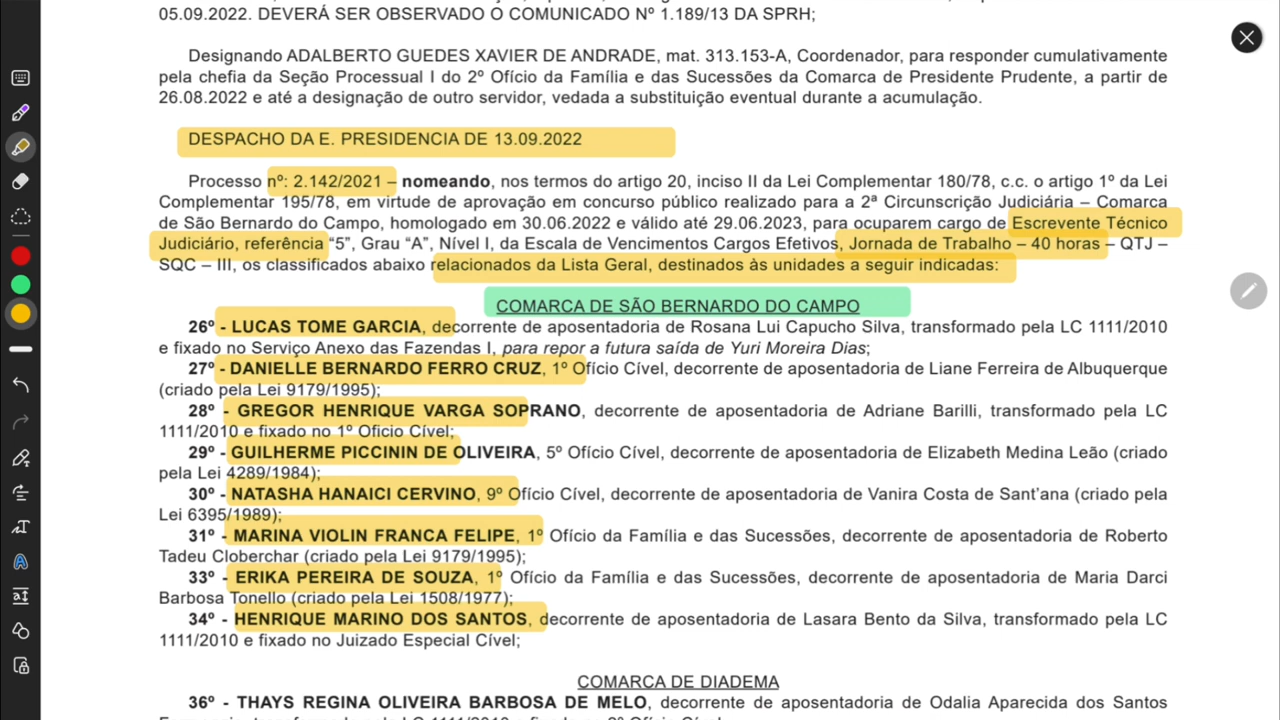 05.09.2022. DEVERÁ SER OBSERVADO O COMUNICADO Nº 1.189/13 DA SPRH;
Designando ADALBERTO GUEDES XAVIER DE ANDRADE, mat. 313.153-A, Coordenador, para responder cumulativamente
pela chefia da Seção Processual I do 2º Ofício da Família e das Sucessões da Comarca de Presidente Prudente, a partir de
26.08.2022 e até a designação de outro servidor, vedada a substituição eventual durante a acumulação.
DESPACHO DA E. PRESIDENCIA DE 13.09.2022
Processo nº: 2.142/2021 – nomeando, nos termos do artigo 20, inciso II da Lei Complementar 180/78, c.c. o artigo 1º da Lei
Complementar 195/78, em virtude de aprovação em concurso público realizado para a 2ª Circunscrição Judiciária – Comarca
de São Bernardo do Campo, homologado em 30.06.2022 e válido até 29.06.2023, para ocuparem cargo de Escrevente Técnico
Judiciário, referência “5”, Grau “A”, Nível I, da Escala de Vencimentos Cargos Efetivos, Jornada de Trabalho – 40 horas – QTJ –
SQC – III, os classificados abaixo relacionados da Lista Geral, destinados às unidades a seguir indicadas:
COMARCA DE SÃO BERNARDO DO CAMPO
26º - LUCAS TOME GARCIA, decorrente de aposentadoria de Rosana Lui Capucho Silva, transformado pela LC 1111/2010
e fixado no Serviço Anexo das Fazendas I, para repor a futura saída de Yuri Moreira Dias;
27º - DANIELLE BERNARDO FERRO CRUZ, 1º Ofício Cível, decorrente de aposentadoria de Liane Ferreira de Albuquerque
(criado pela Lei 9179/1995);
28º - GREGOR HENRIQUE VARGA SOPRANO, decorrente de aposentadoria de Adriane Barilli, transformado pela LC
1111/2010 e fixado no 1º Oficio Cível;
29º - GUILHERME PICCININ DE OLIVEIRA, 5º Ofício Cível, decorrente de aposentadoria de Elizabeth Medina Leão (criado
pela Lei 4289/1984);
30º - NATASHA HANAICI CERVINO, 9º Ofício Cível, decorrente de aposentadoria de Vanira Costa de Sant’ana (criado pela
Lei 6395/1989);
31º - MARINA VIOLIN FRANCA FELIPE, 1º Ofício da Família e das Sucessões, decorrente de aposentadoria de Roberto
Tadeu Cloberchar (criado pela Lei 9179/1995);
33º - ERIKA PEREIRA DE SOUZA, 1º Ofício da Família e das Sucessões, decorrente de aposentadoria de Maria Darci
Barbosa Tonello (criado pela Lei 1508/1977);
34º - HENRIQUE MARINO DOS SANTOS, decorrente de aposentadoria de Lasara Bento da Silva, transformado pela LC
1111/2010 e fixado no Juizado Especial Cível;
COMARCA DE DIADEMA
36º - THAYS REGINA OLIVEIRA BARBOSA DE MELO, decorrente de aposentadoria de Odalia Aparecida dos Santos